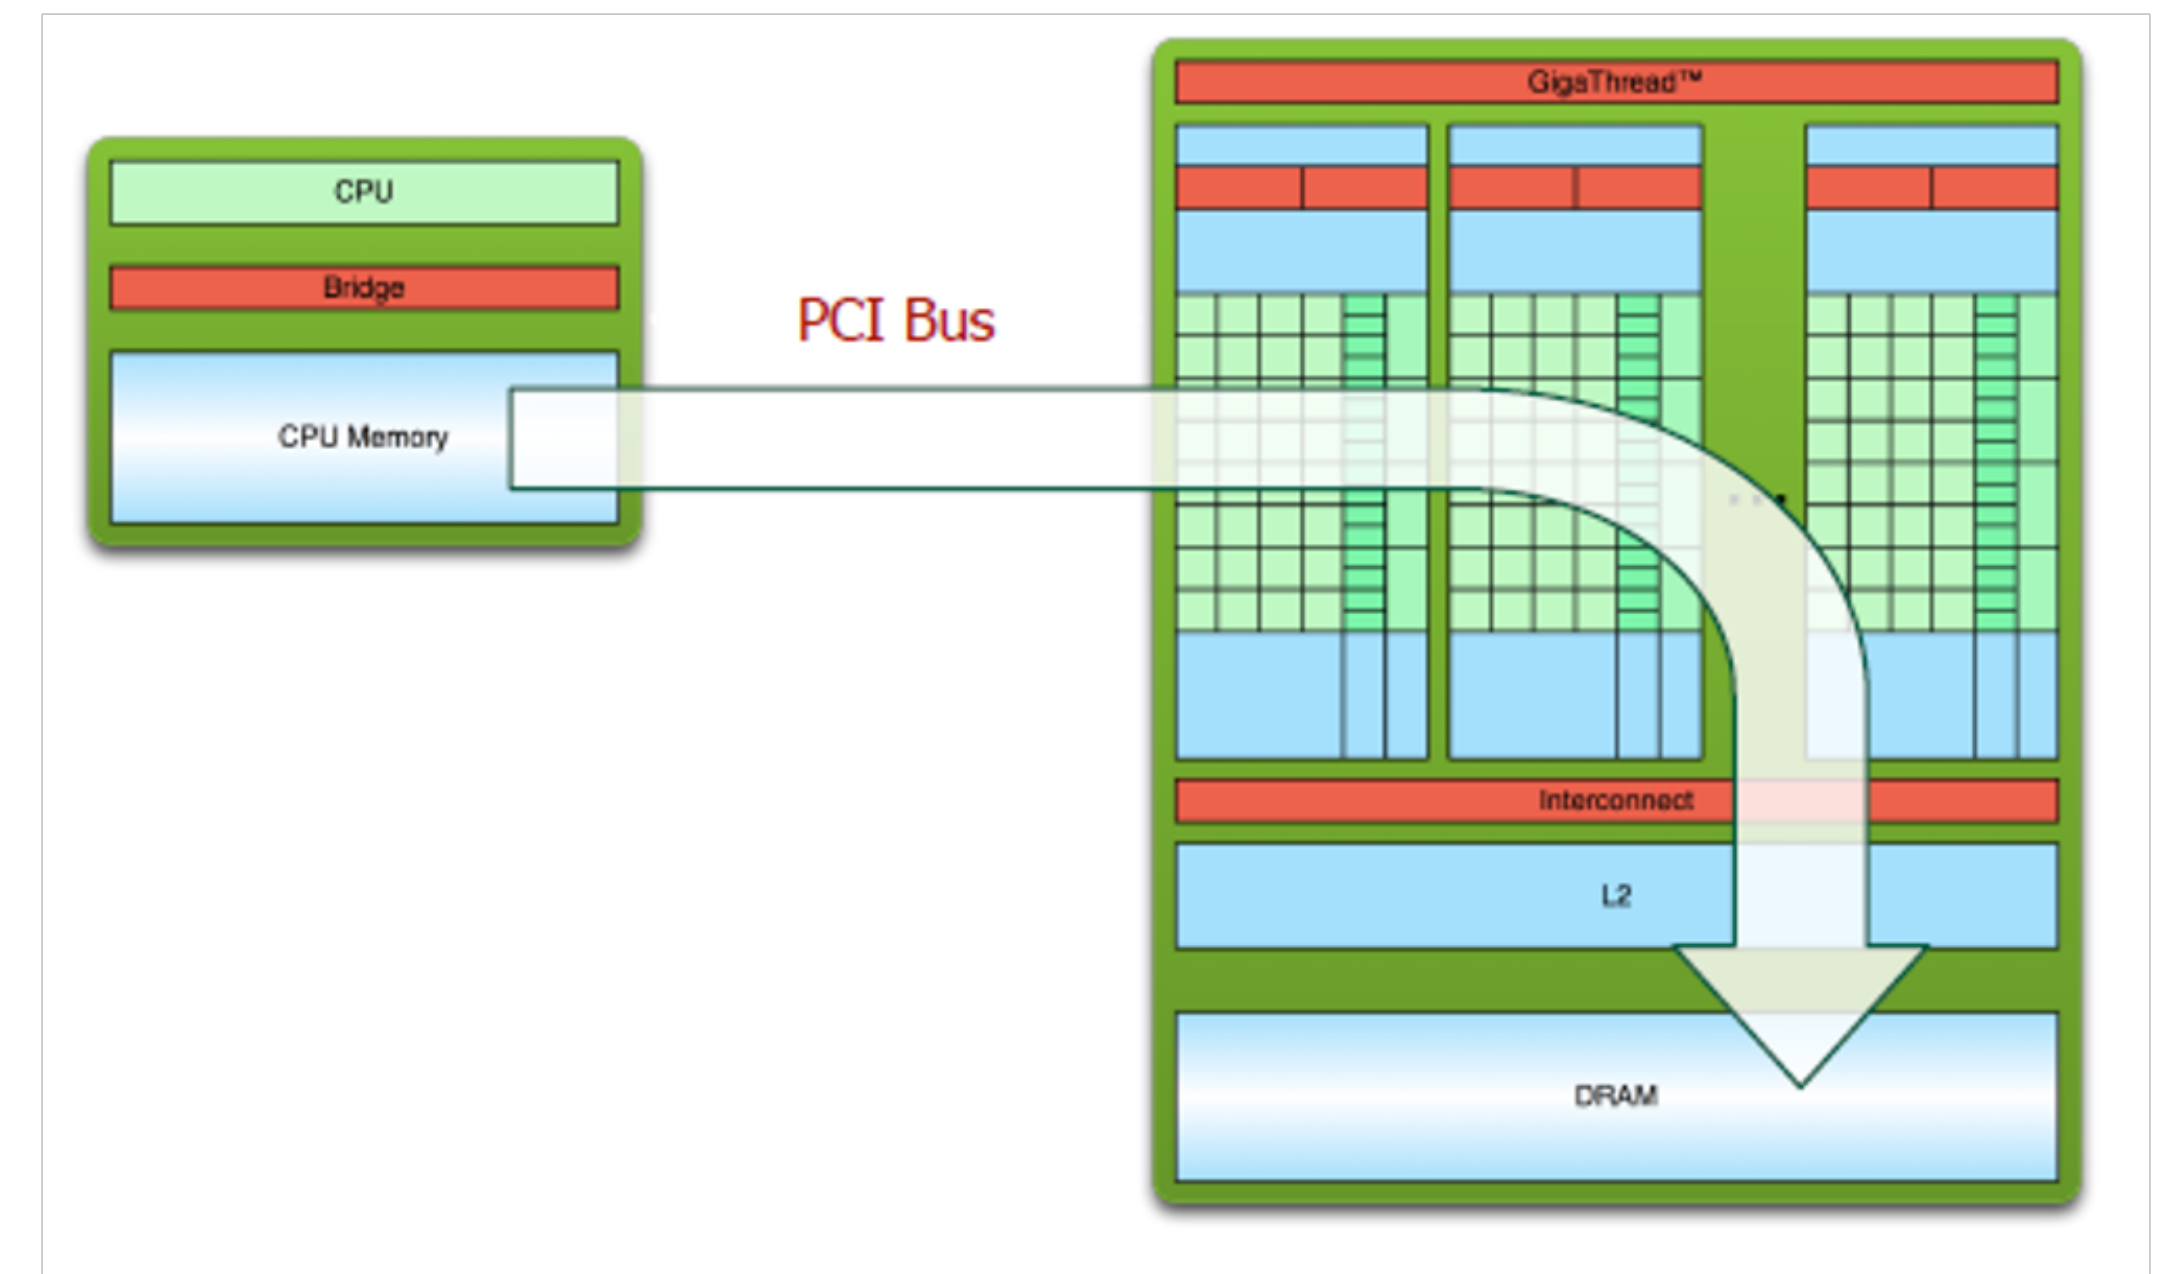 GigaThread™
CPU
Bridge
CPU Memory
PCI Bus
...
Interconnect
L2
DRAM